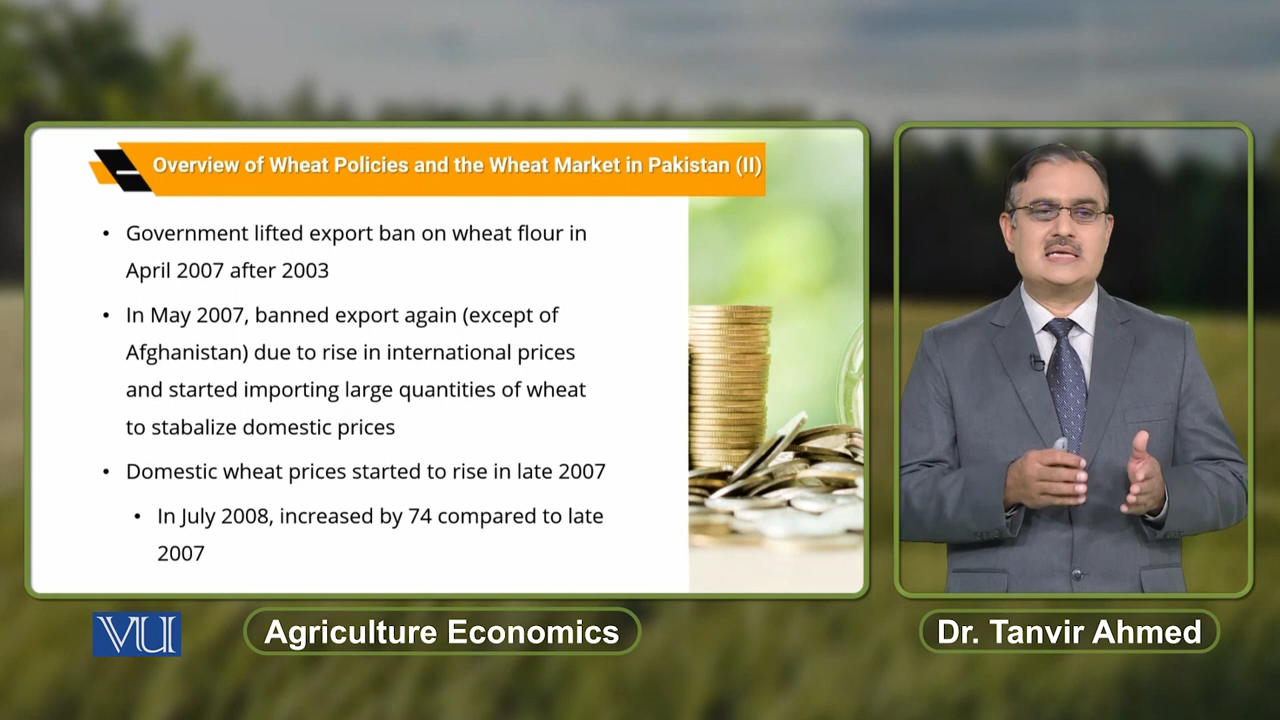 Overview of Wheat Policies and the Wheat Market in Pakistan (II)
• Government lifted export ban on wheat flour in
April 2007 after 2003
• In May 2007, banned export again (except of
Afghanistan) due to rise in international prices
and started importing large quantities of wheat
to stabalize domestic prices
• Domestic wheat prices started to rise in late 2007
• In July 2008, increased by 74 compared to late
2007
VU
Agriculture Economics
Dr. Tanvir Ahmed